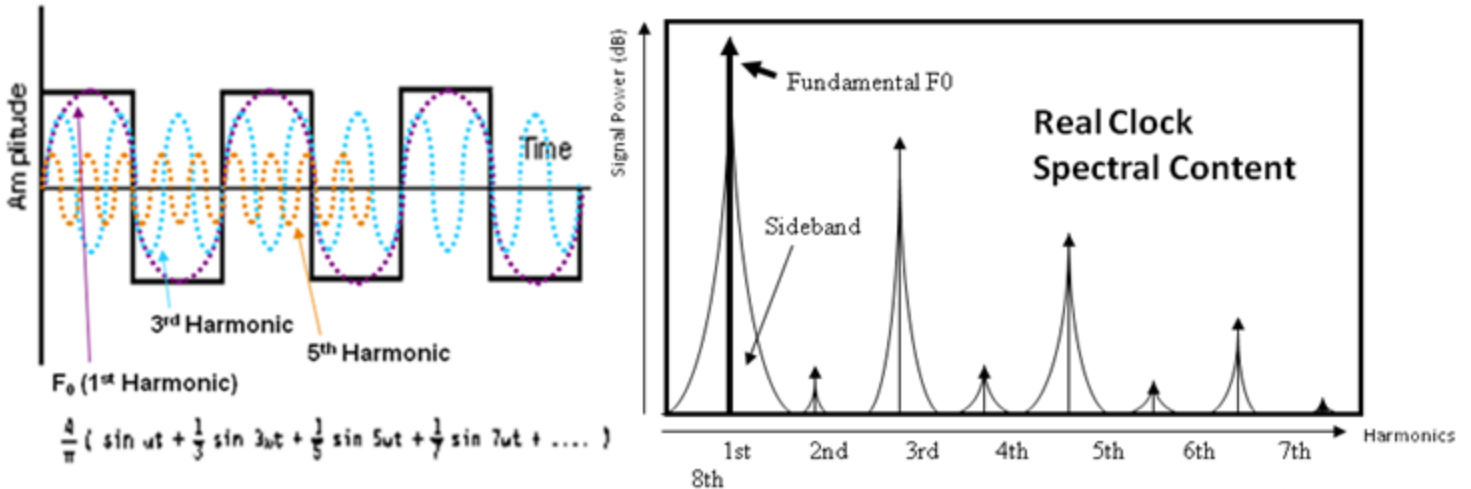 Amplitude
Time
3rd Harmonic
5th Harmonic
F0 (1st Harmonic)
4/π ( sin ωt + 1/3 sin 3ωt + 1/5 sin 5ωt + 1/7 sin 7ωt + .... )
Signal Power (dB)
Fundamental F0
Real Clock
Spectral Content
Sideband
Harmonics
1st 2nd 3rd 4th 5th 6th 7th
8th